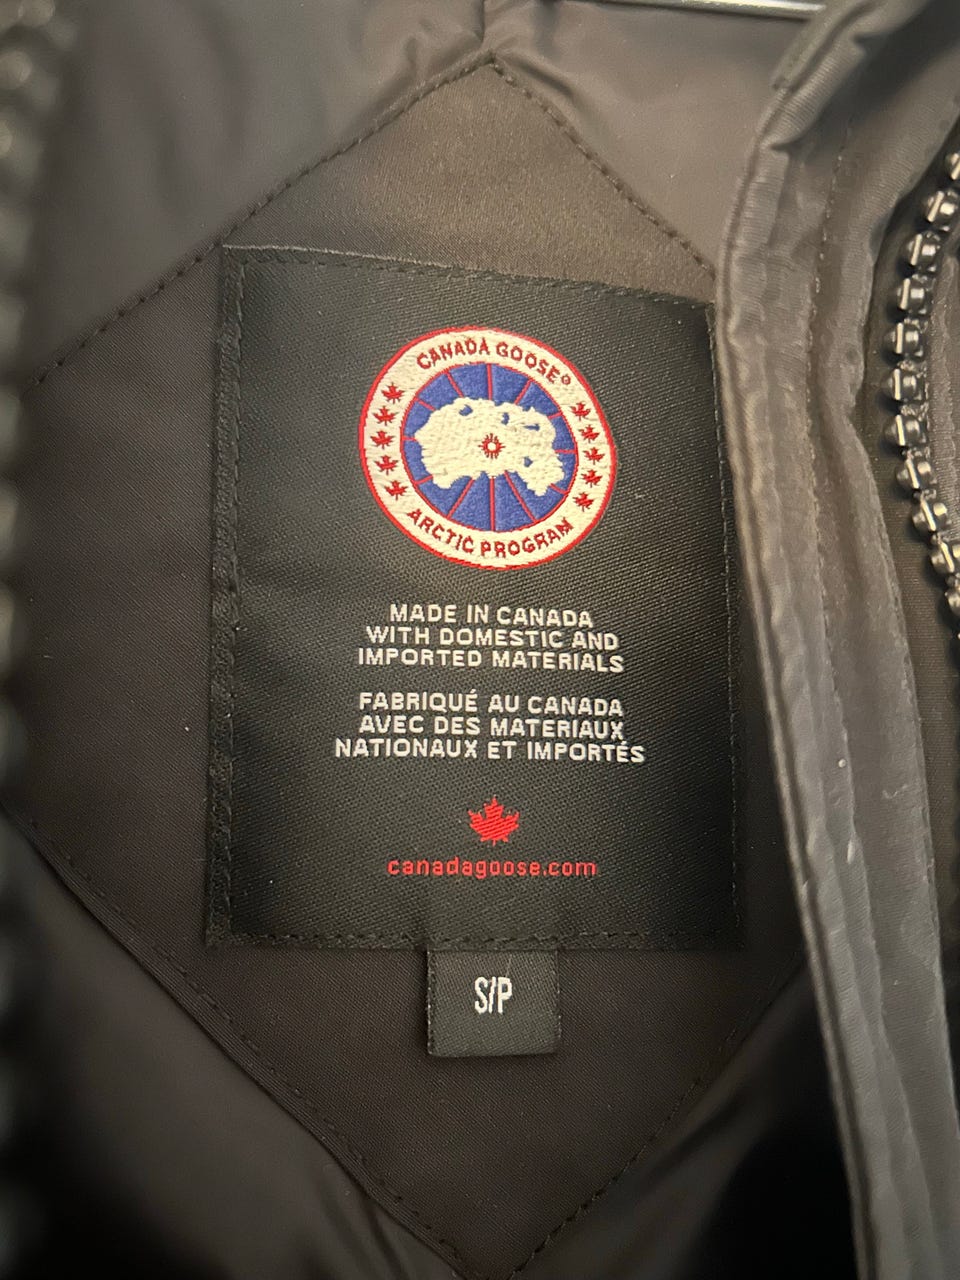 CANADA GOOSE®
ARCTIC PROGRAM
MADE IN CANADA
WITH DOMESTIC AND
IMPORTED MATERIALS
FABRIQUÉ AU CANADA
AVEC DES MATERIAUX
NATIONAUX ET IMPORTÉS
canadagoose.com
S/P